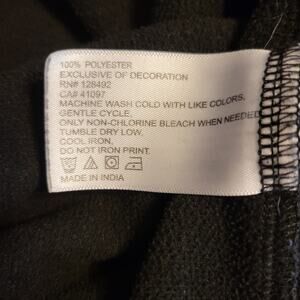 100% POLYESTER
EXCLUSIVE OF DECORATION
RN# 128492
CA# 41097
MACHINE WASH COLD WITH LIKE COLORS,
GENTLE CYCLE,
ONLY NON-CHLORINE BLEACH WHEN NEEDED
TUMBLE DRY LOW,
COOL IRON,
DO NOT IRON PRINT.
MADE IN INDIA